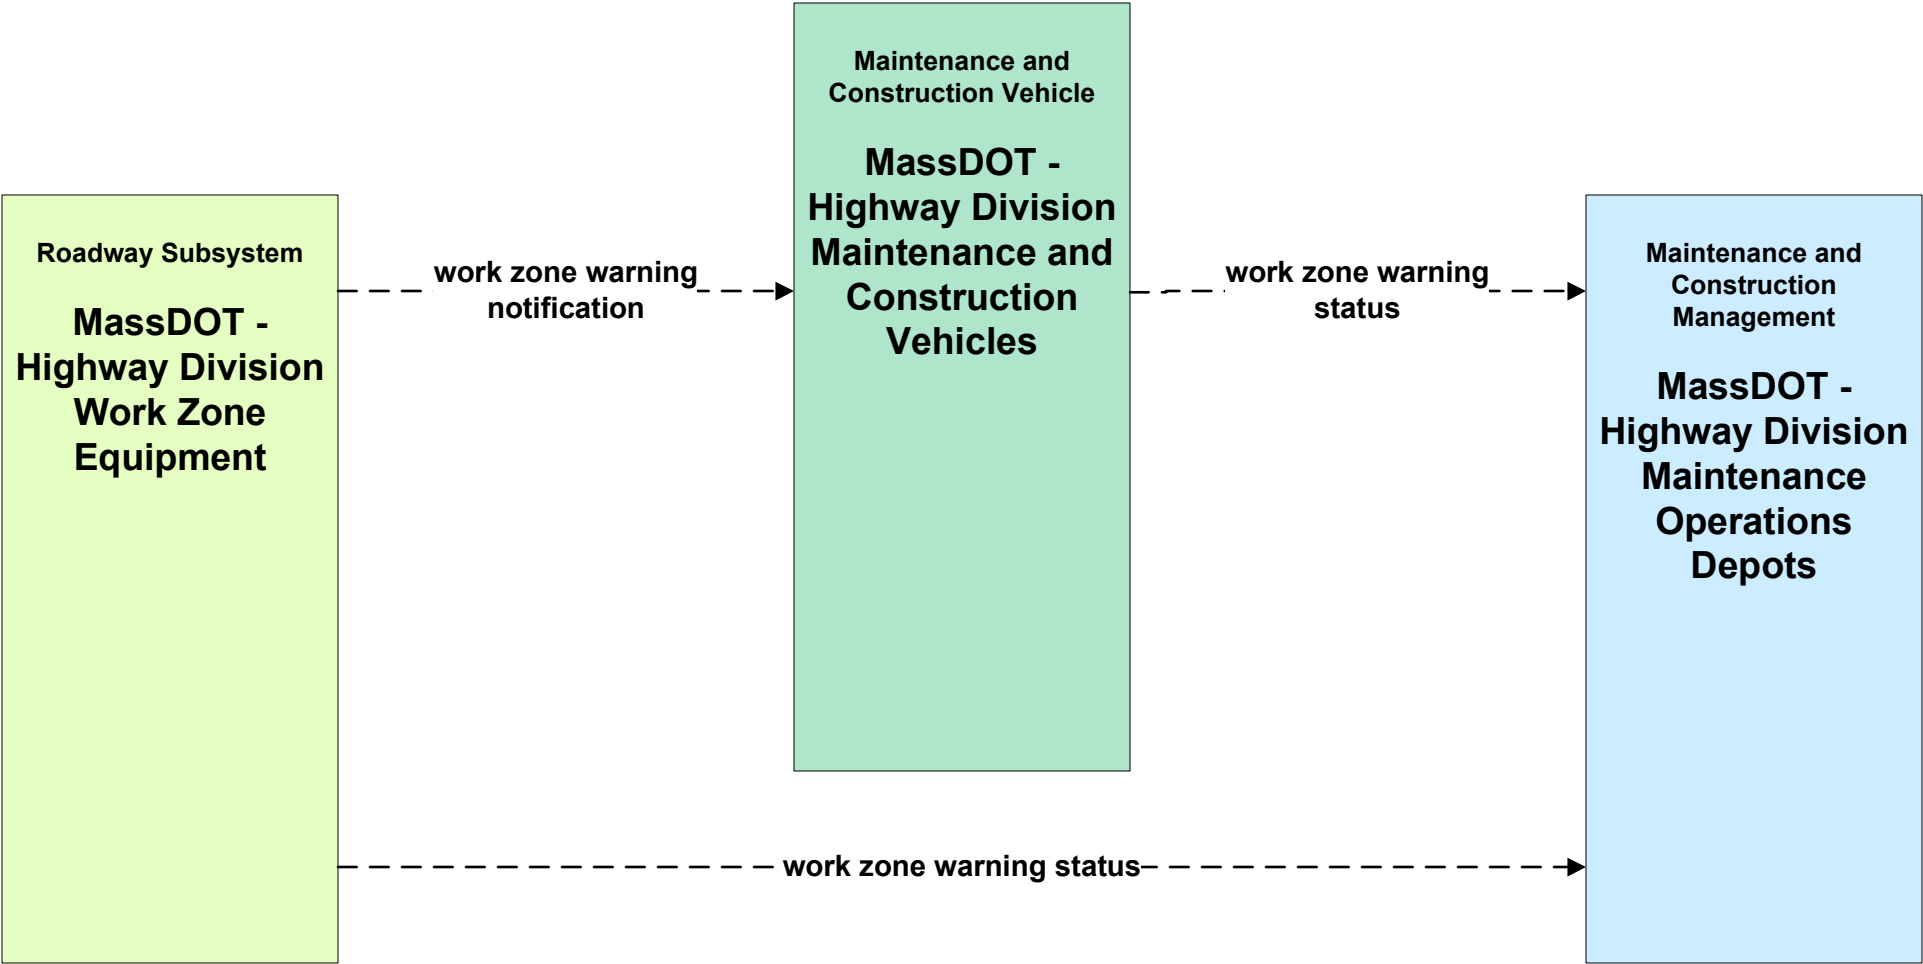 Maintenance and
Construction Vehicle
MassDOT -
Highway Division
Maintenance and
Construction
Vehicles
Roadway Subsystem
MassDOT -
Highway Division
Work Zone
Equipment
work zone warning
notification
work zone warning
status
Maintenance and
Construction
Management
MassDOT -
Highway Division
Maintenance
Operations
Depots
work zone warning status